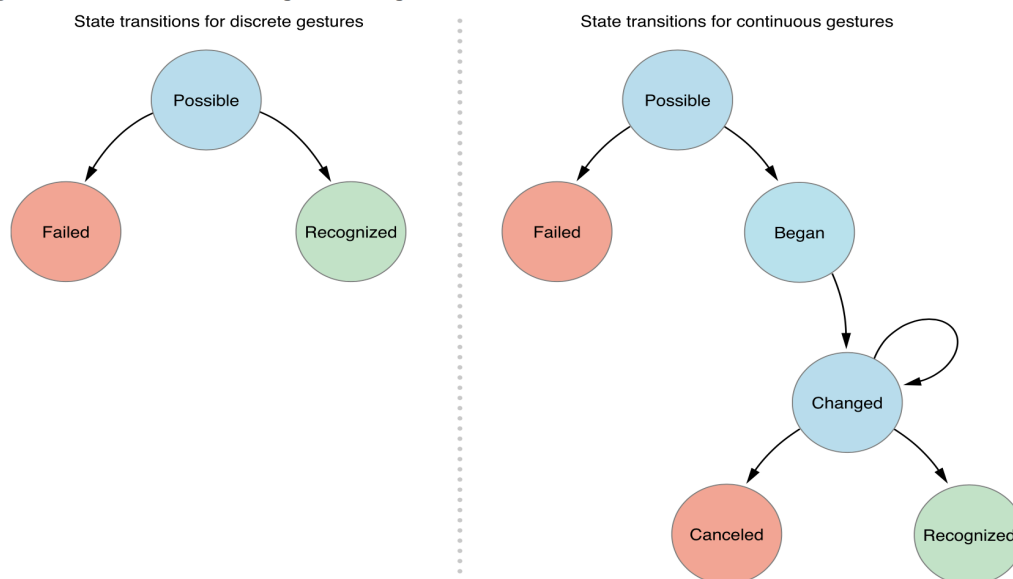 State transitions for discrete gestures
Possible
Failed
Recognized
State transitions for continuous gestures
Possible
Failed
Began
Changed
Canceled
Recognized